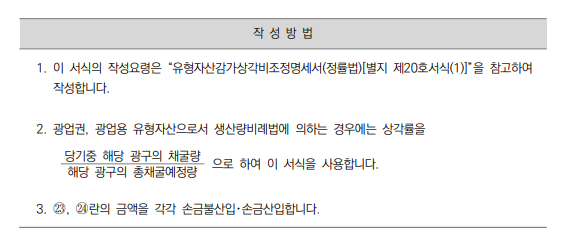 작 성 방 법
1. 이 서식의 작성요령은 “유형자산감가상각비조정명세서(정률법)[별지 제20호서식(1)]”을 참고하여
작성합니다.
2. 광업권, 광업용 유형자산으로서 생산량비례법에 의하는 경우에는 상각률을
당기중 해당 광구의 채굴량
해당 광구의 총채굴예정량
으로 하여 이 서식을 사용합니다.
3. ㉓, ㉔란의 금액을 각각 손금불산입·손금산입합니다.